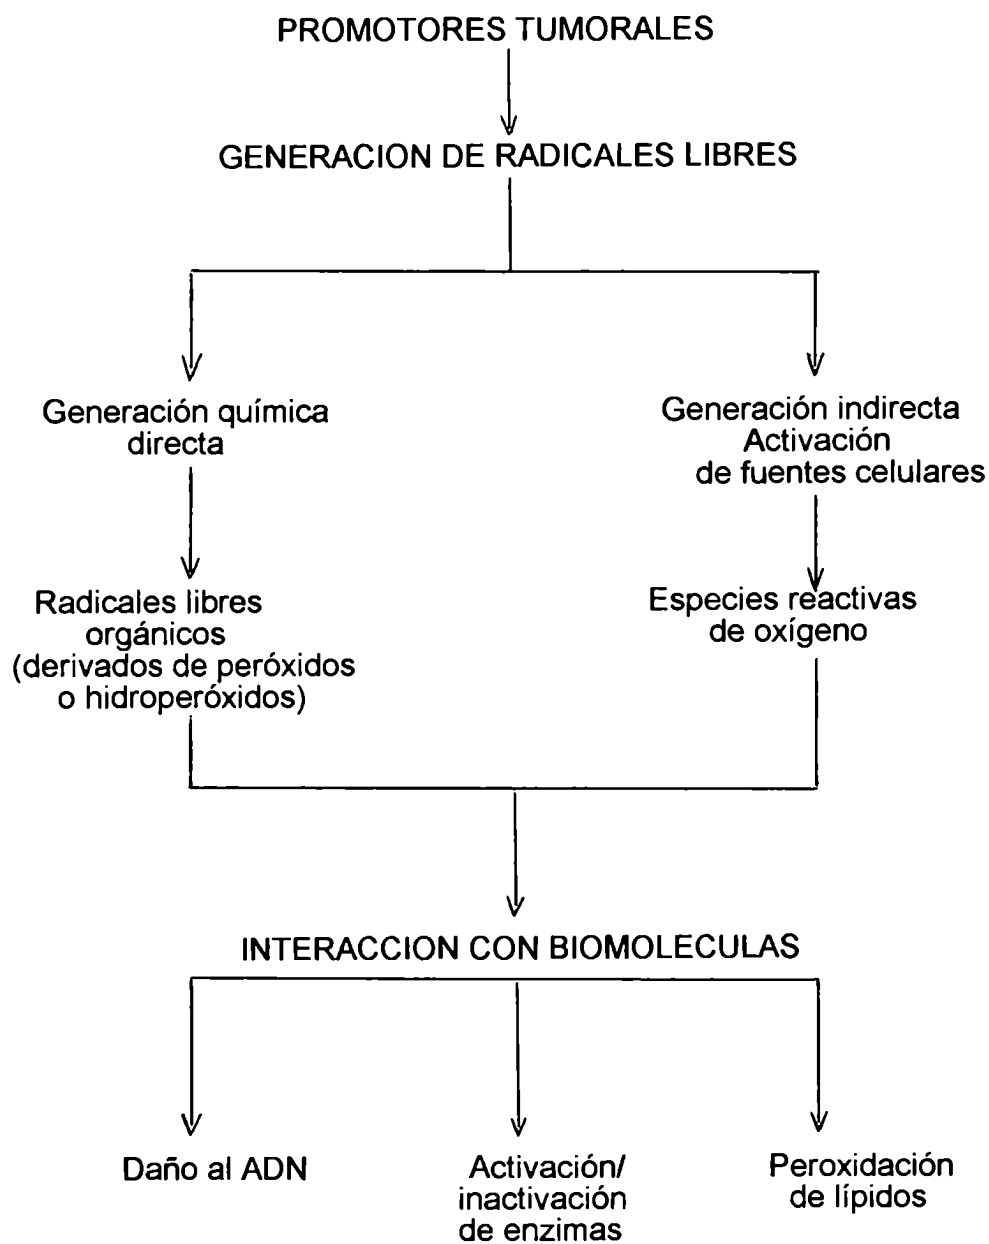 PROMOTORES TUMORALES
GENERACION DE RADICALES LIBRES
Generación química
directa
Generación indirecta
Activación
de fuentes celulares
Radicales libres
orgánicos
(derivados de peróxidos
o hidroperóxidos)
Especies reactivas
de oxígeno
INTERACCION CON BIOMOLECULAS
Daño al ADN
Activación/
inactivación
de enzimas
Peroxidación
de lípidos